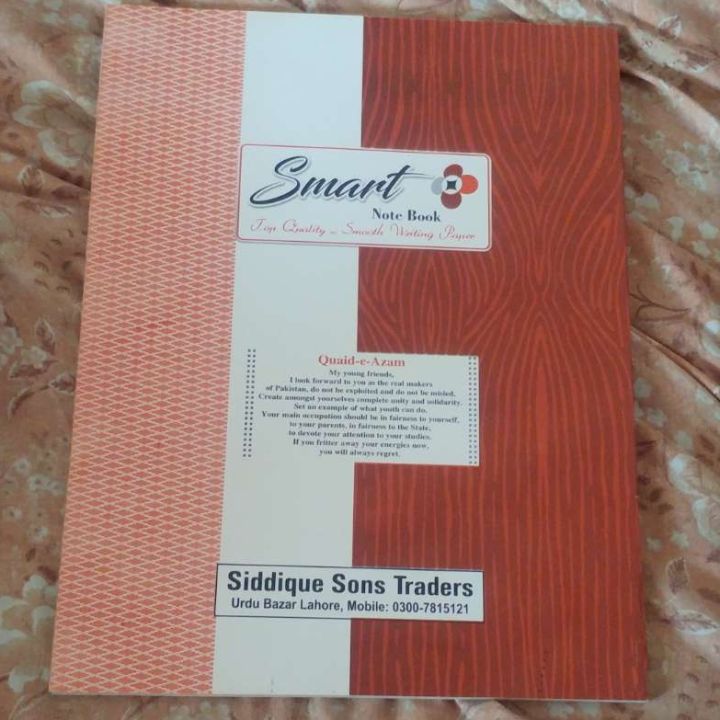 Smart
Note Book
Top Quality - Smooth Writing Paper
Quaid-e-Azam
My young friends,
I look forward to you as the real makers
of Pakistan, do not be exploited and do not be misled.
Create amongst yourselves complete unity and solidarity.
Set an example of what youth can do.
Your main occupation should be in fairness to yourself,
to your parents, in fairness to the State,
to devote your attention to your studies.
If you fritter away your energies now,
you will always regret.
Siddique Sons Traders
Urdu Bazar Lahore, Mobile: 0300-7815121